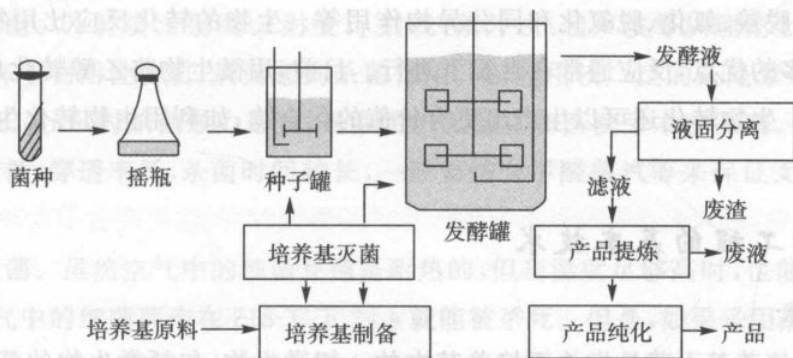 发酵液
液固分离
菌种
摇瓶
种子罐
发酵罐
滤液
废渣
培养基灭菌
产品提炼
废液
培养基原料
培养基制备
产品纯化
产品